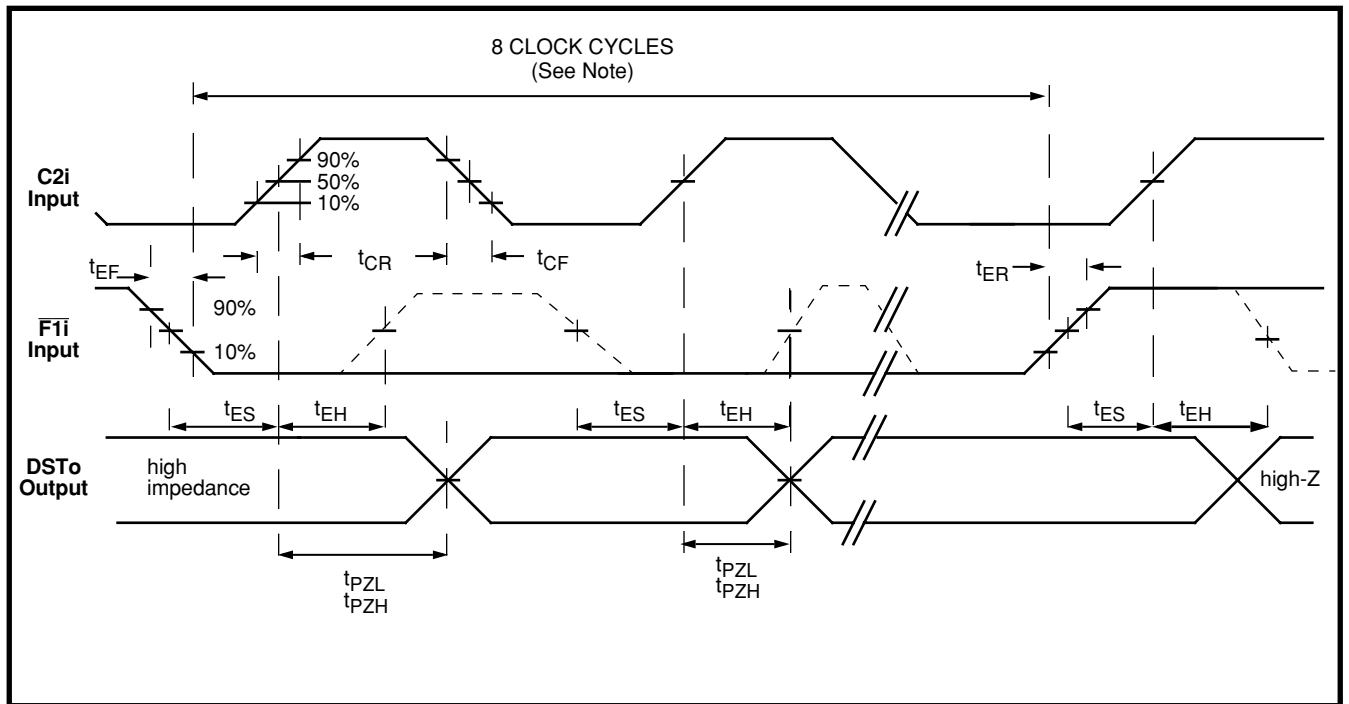 8 CLOCK CYCLES
(See Note)
C2i
Input
90%
50%
10%
tEF
tCR
tCF
tER
F1i
Input
90%
10%
tES
tEH
tES
tEH
tES
tEH
DSTo
Output
high
impedance
high-Z
tPZL
tPZH
tPZL
tPZH